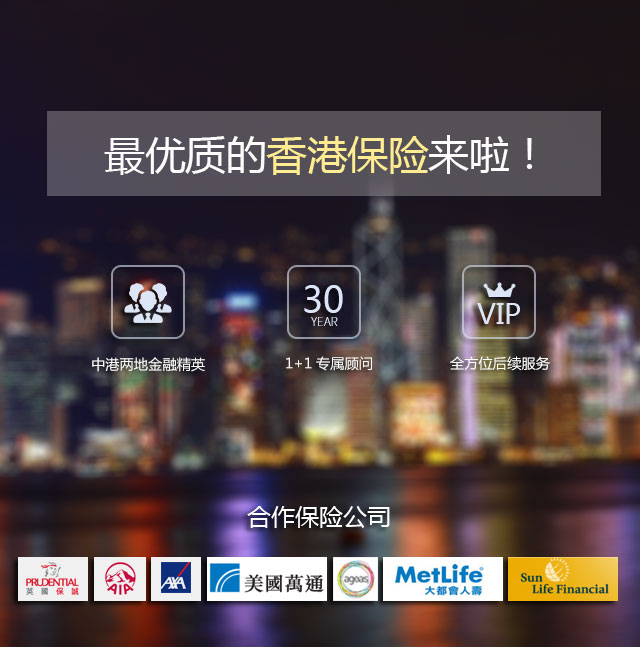 最优质的香港保险来啦！
30
YEAR
VIP
中港两地金融精英
1+1 专属顾问
全方位后续服务
合作保险公司
PRUDENTIAL
英國保誠
AIA
AXA
美國萬通
ageas
MetLife®
大都會人壽
Sun
Life Financial